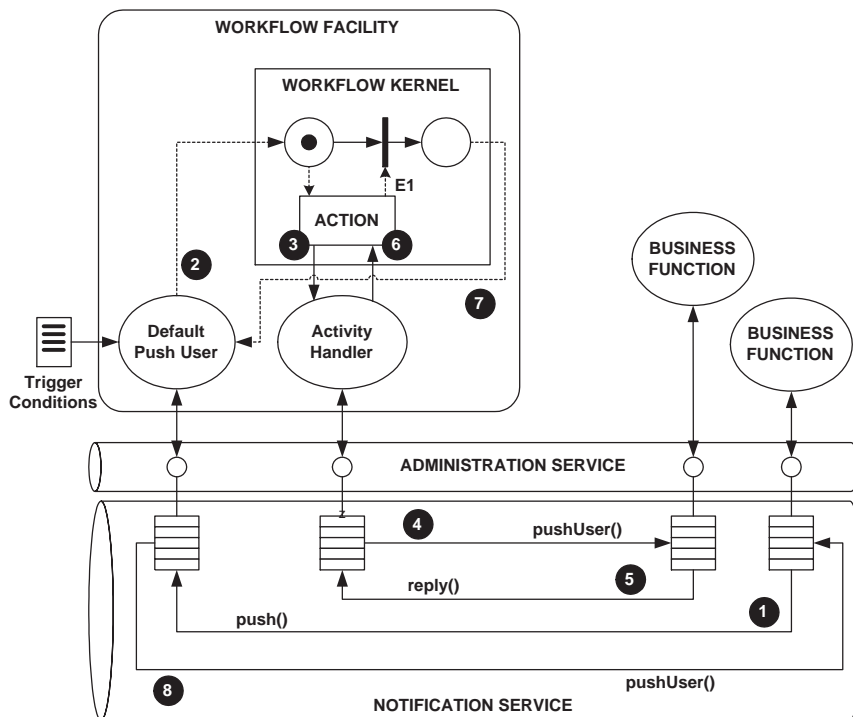 WORKFLOW FACILITY
WORKFLOW KERNEL
E1
ACTION
3
6
2
7
BUSINESS
FUNCTION
BUSINESS
FUNCTION
Default
Push User
Activity
Handler
Trigger
Conditions
ADMINISTRATION SERVICE
z
4
pushUser()
5
reply()
1
push()
8
pushUser()
NOTIFICATION SERVICE